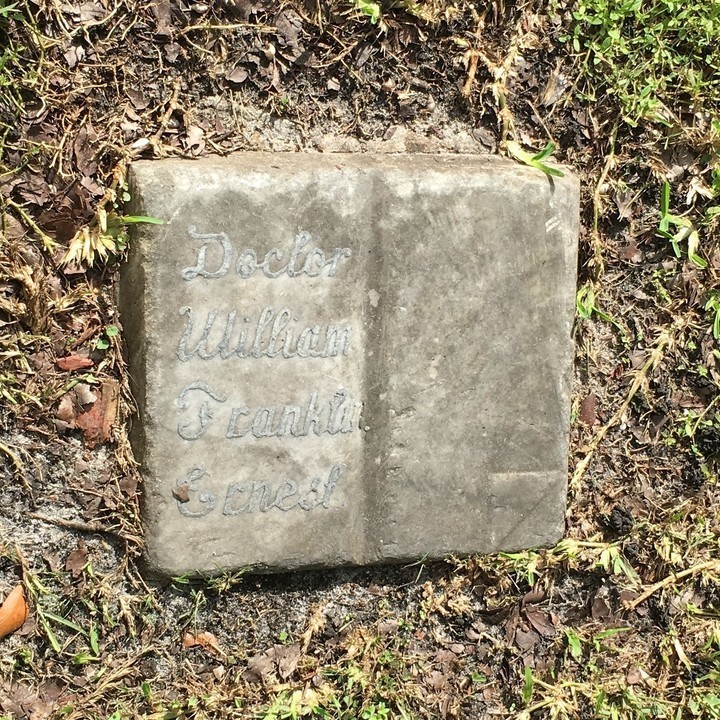 Doctor
William
Franklin
Ernest